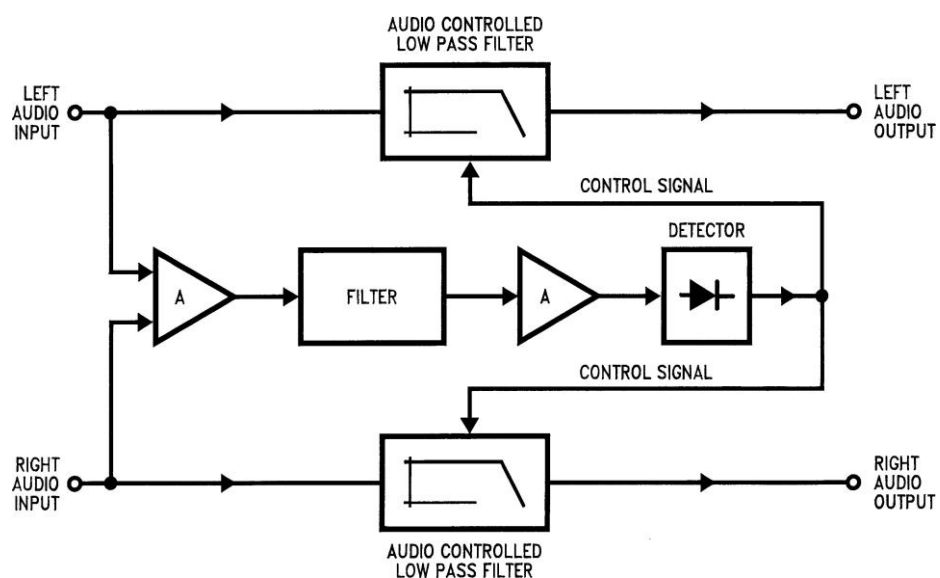 AUDIO CONTROLLED
LOW PASS FILTER
LEFT
AUDIO
INPUT
LEFT
AUDIO
OUTPUT
CONTROL SIGNAL
DETECTOR
A
FILTER
A
CONTROL SIGNAL
RIGHT
AUDIO
INPUT
RIGHT
AUDIO
OUTPUT
AUDIO CONTROLLED
LOW PASS FILTER